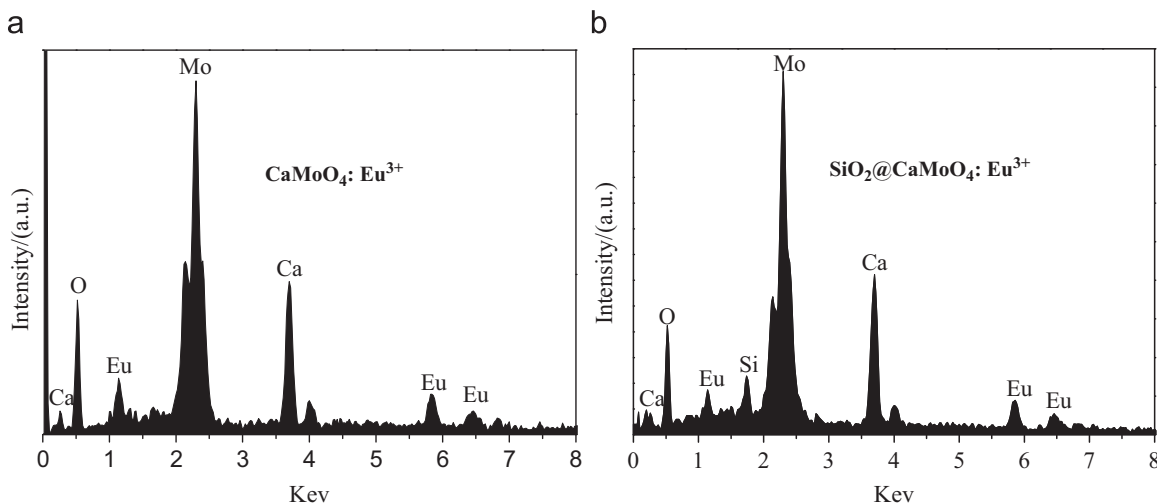 a
Mo
CaMoO₄: Eu³⁺
Ca
O
Eu
Ca
Eu
Eu
Intensity/(a.u.)
0 1 2 3 4 5 6 7 8
Kev
b
Mo
SiO₂@CaMoO₄: Eu³⁺
Ca
O
Si
Eu
Ca
Eu
Eu
Intensity/(a.u.)
0 1 2 3 4 5 6 7 8
Kev